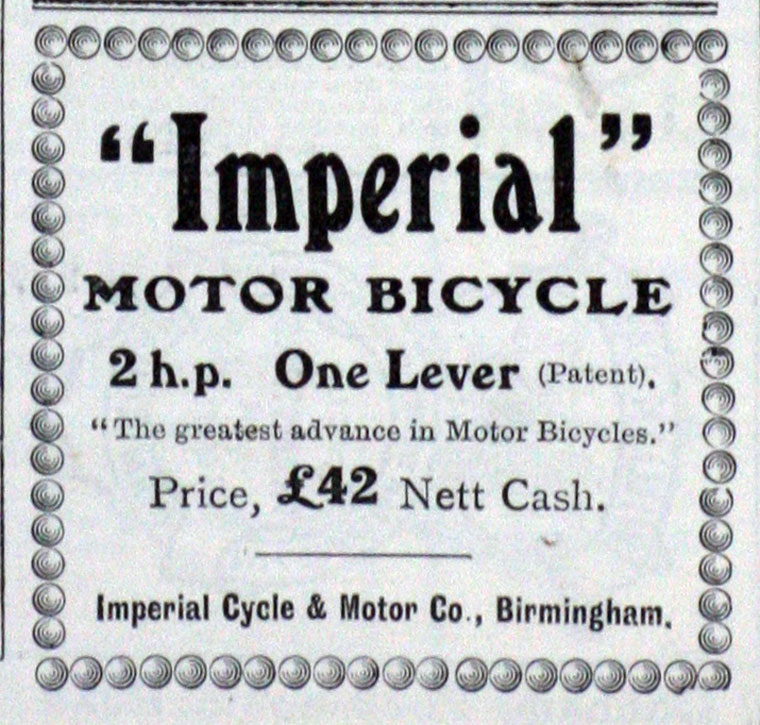 “Imperial”
MOTOR BICYCLE
2 h.p. One Lever (Patent).
“The greatest advance in Motor Bicycles.”
Price, £42 Nett Cash.
Imperial Cycle & Motor Co., Birmingham.